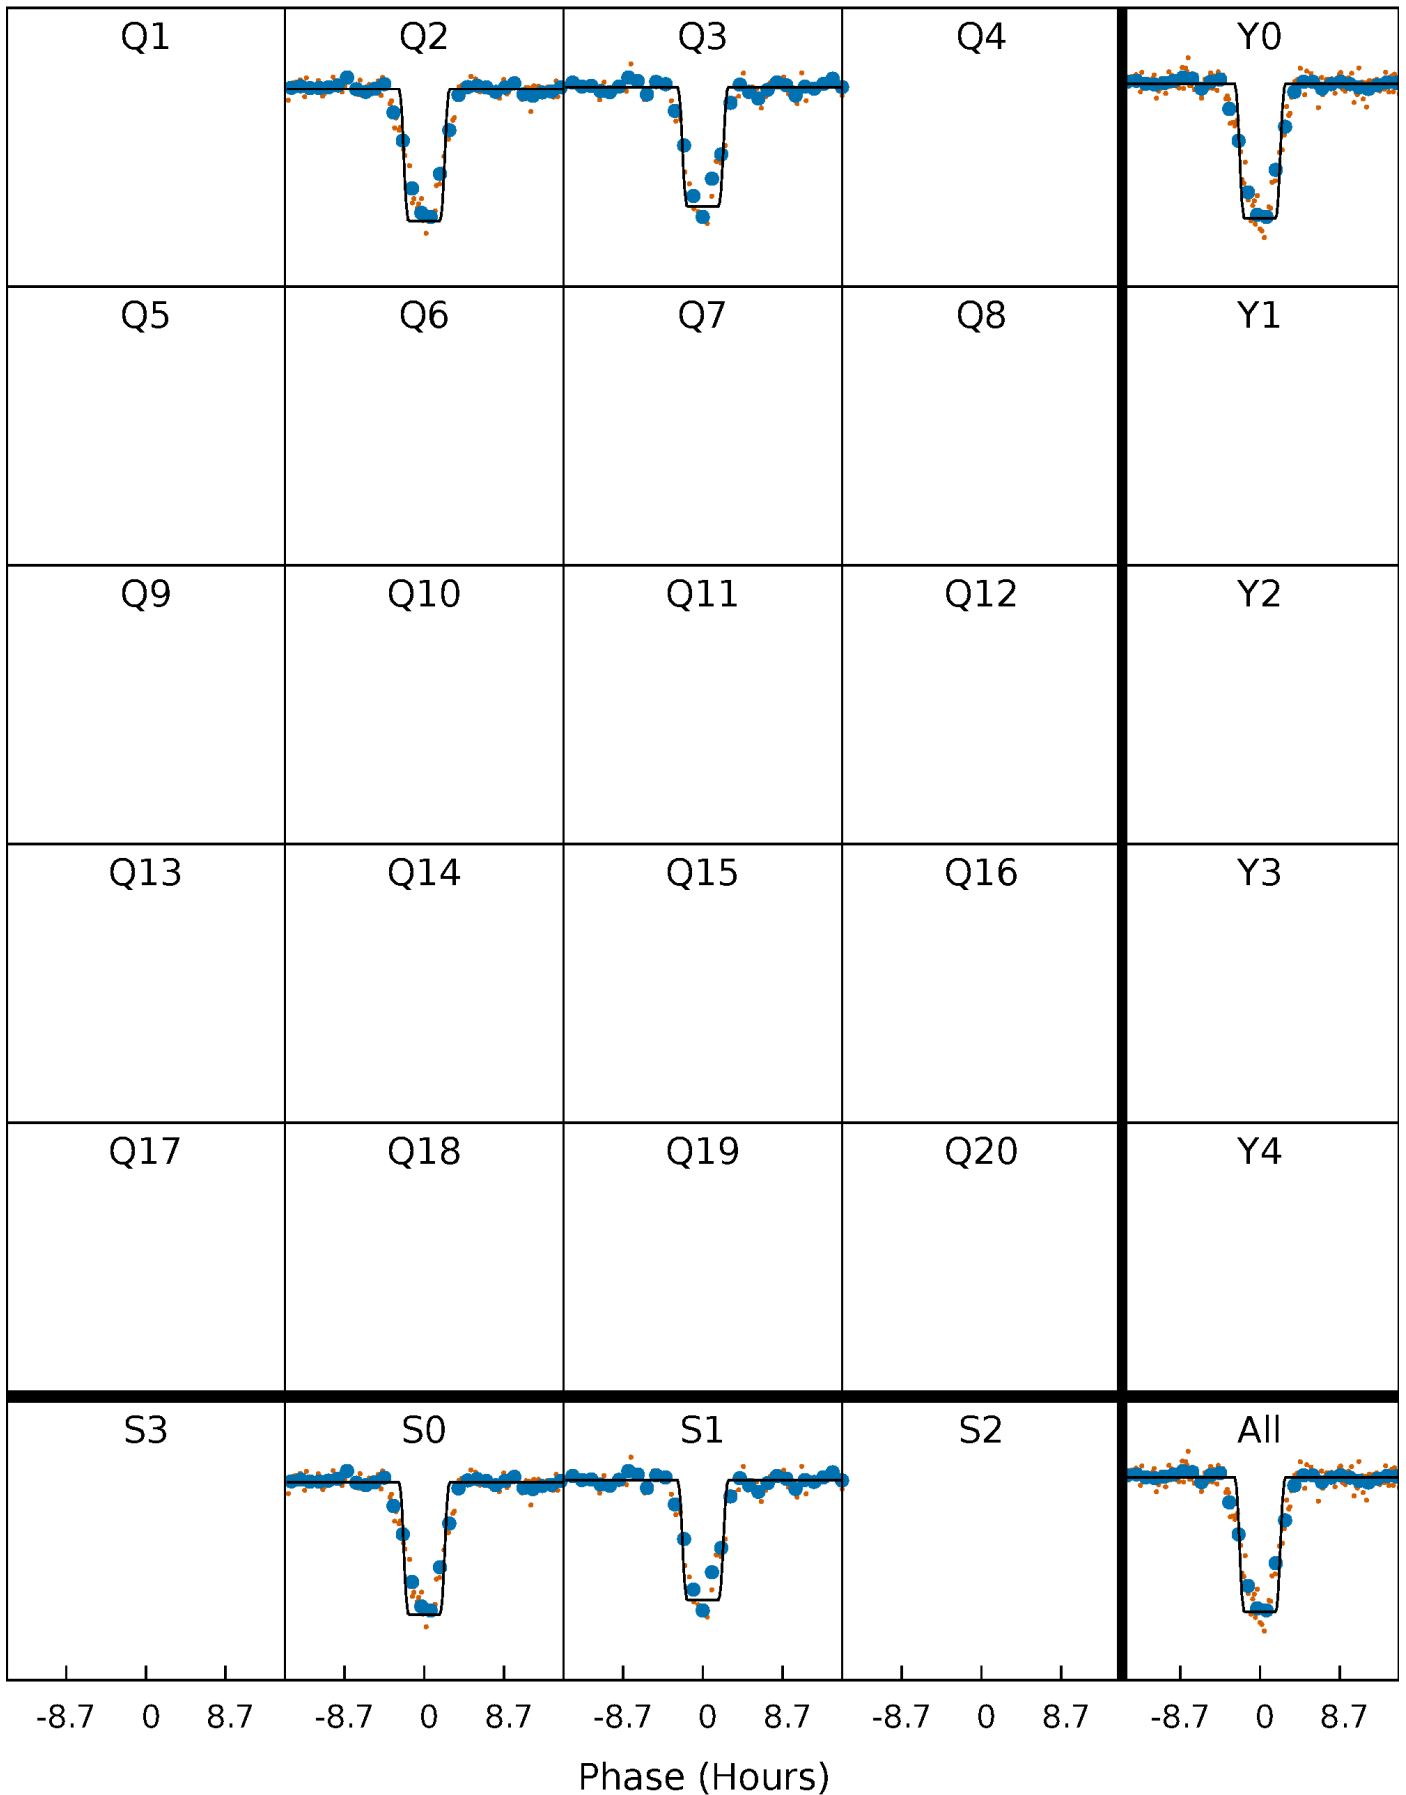 Q1 Q2 Q3 Q4 Y0
Q5 Q6 Q7 Q8 Y1
Q9 Q10 Q11 Q12 Y2
Q13 Q14 Q15 Q16 Y3
Q17 Q18 Q19 Q20 Y4
S3 S0 S1 S2 All
-8.7 0 8.7 -8.7 0 8.7 -8.7 0 8.7 -8.7 0 8.7 -8.7 0 8.7
Phase (Hours)